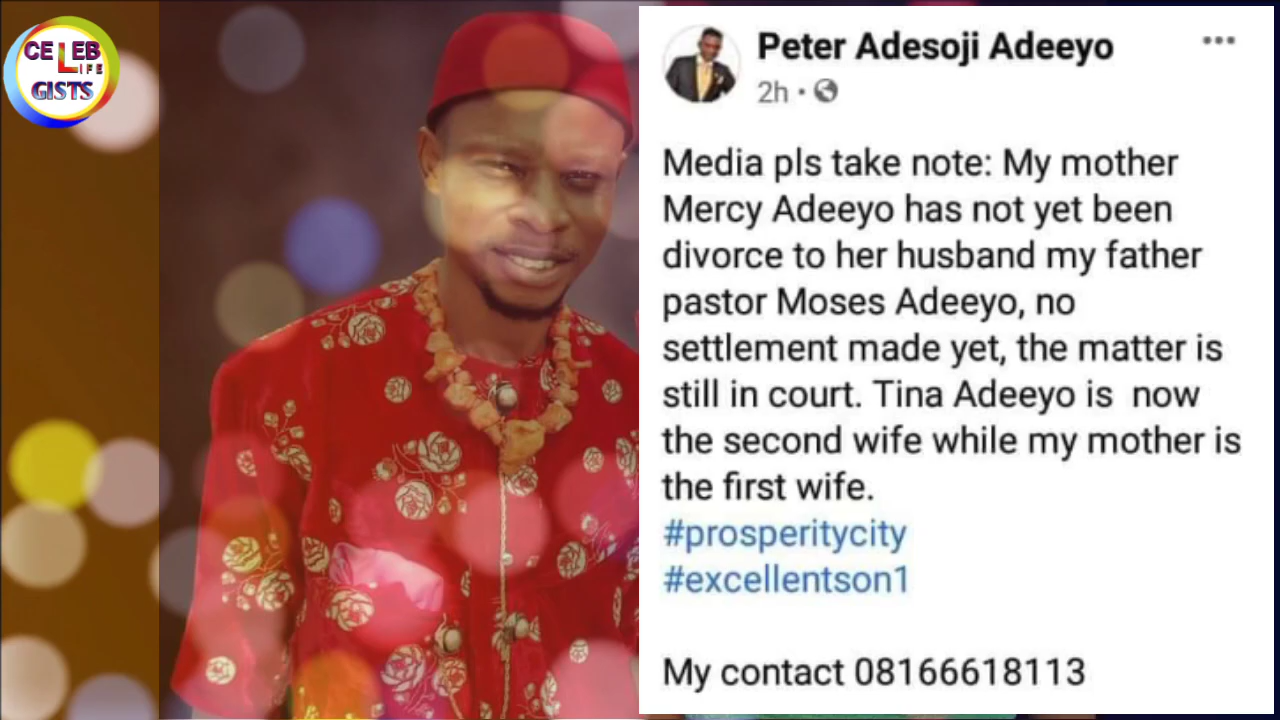 CELEB
LIFE
GISTS
Peter Adesoji Adeeyo
2h
Media pls take note: My mother
Mercy Adeeyo has not yet been
divorce to her husband my father
pastor Moses Adeeyo, no
settlement made yet, the matter is
still in court. Tina Adeeyo is  now
the second wife while my mother is
the first wife.
#prosperitycity
#excellentson1
My contact 08166618113